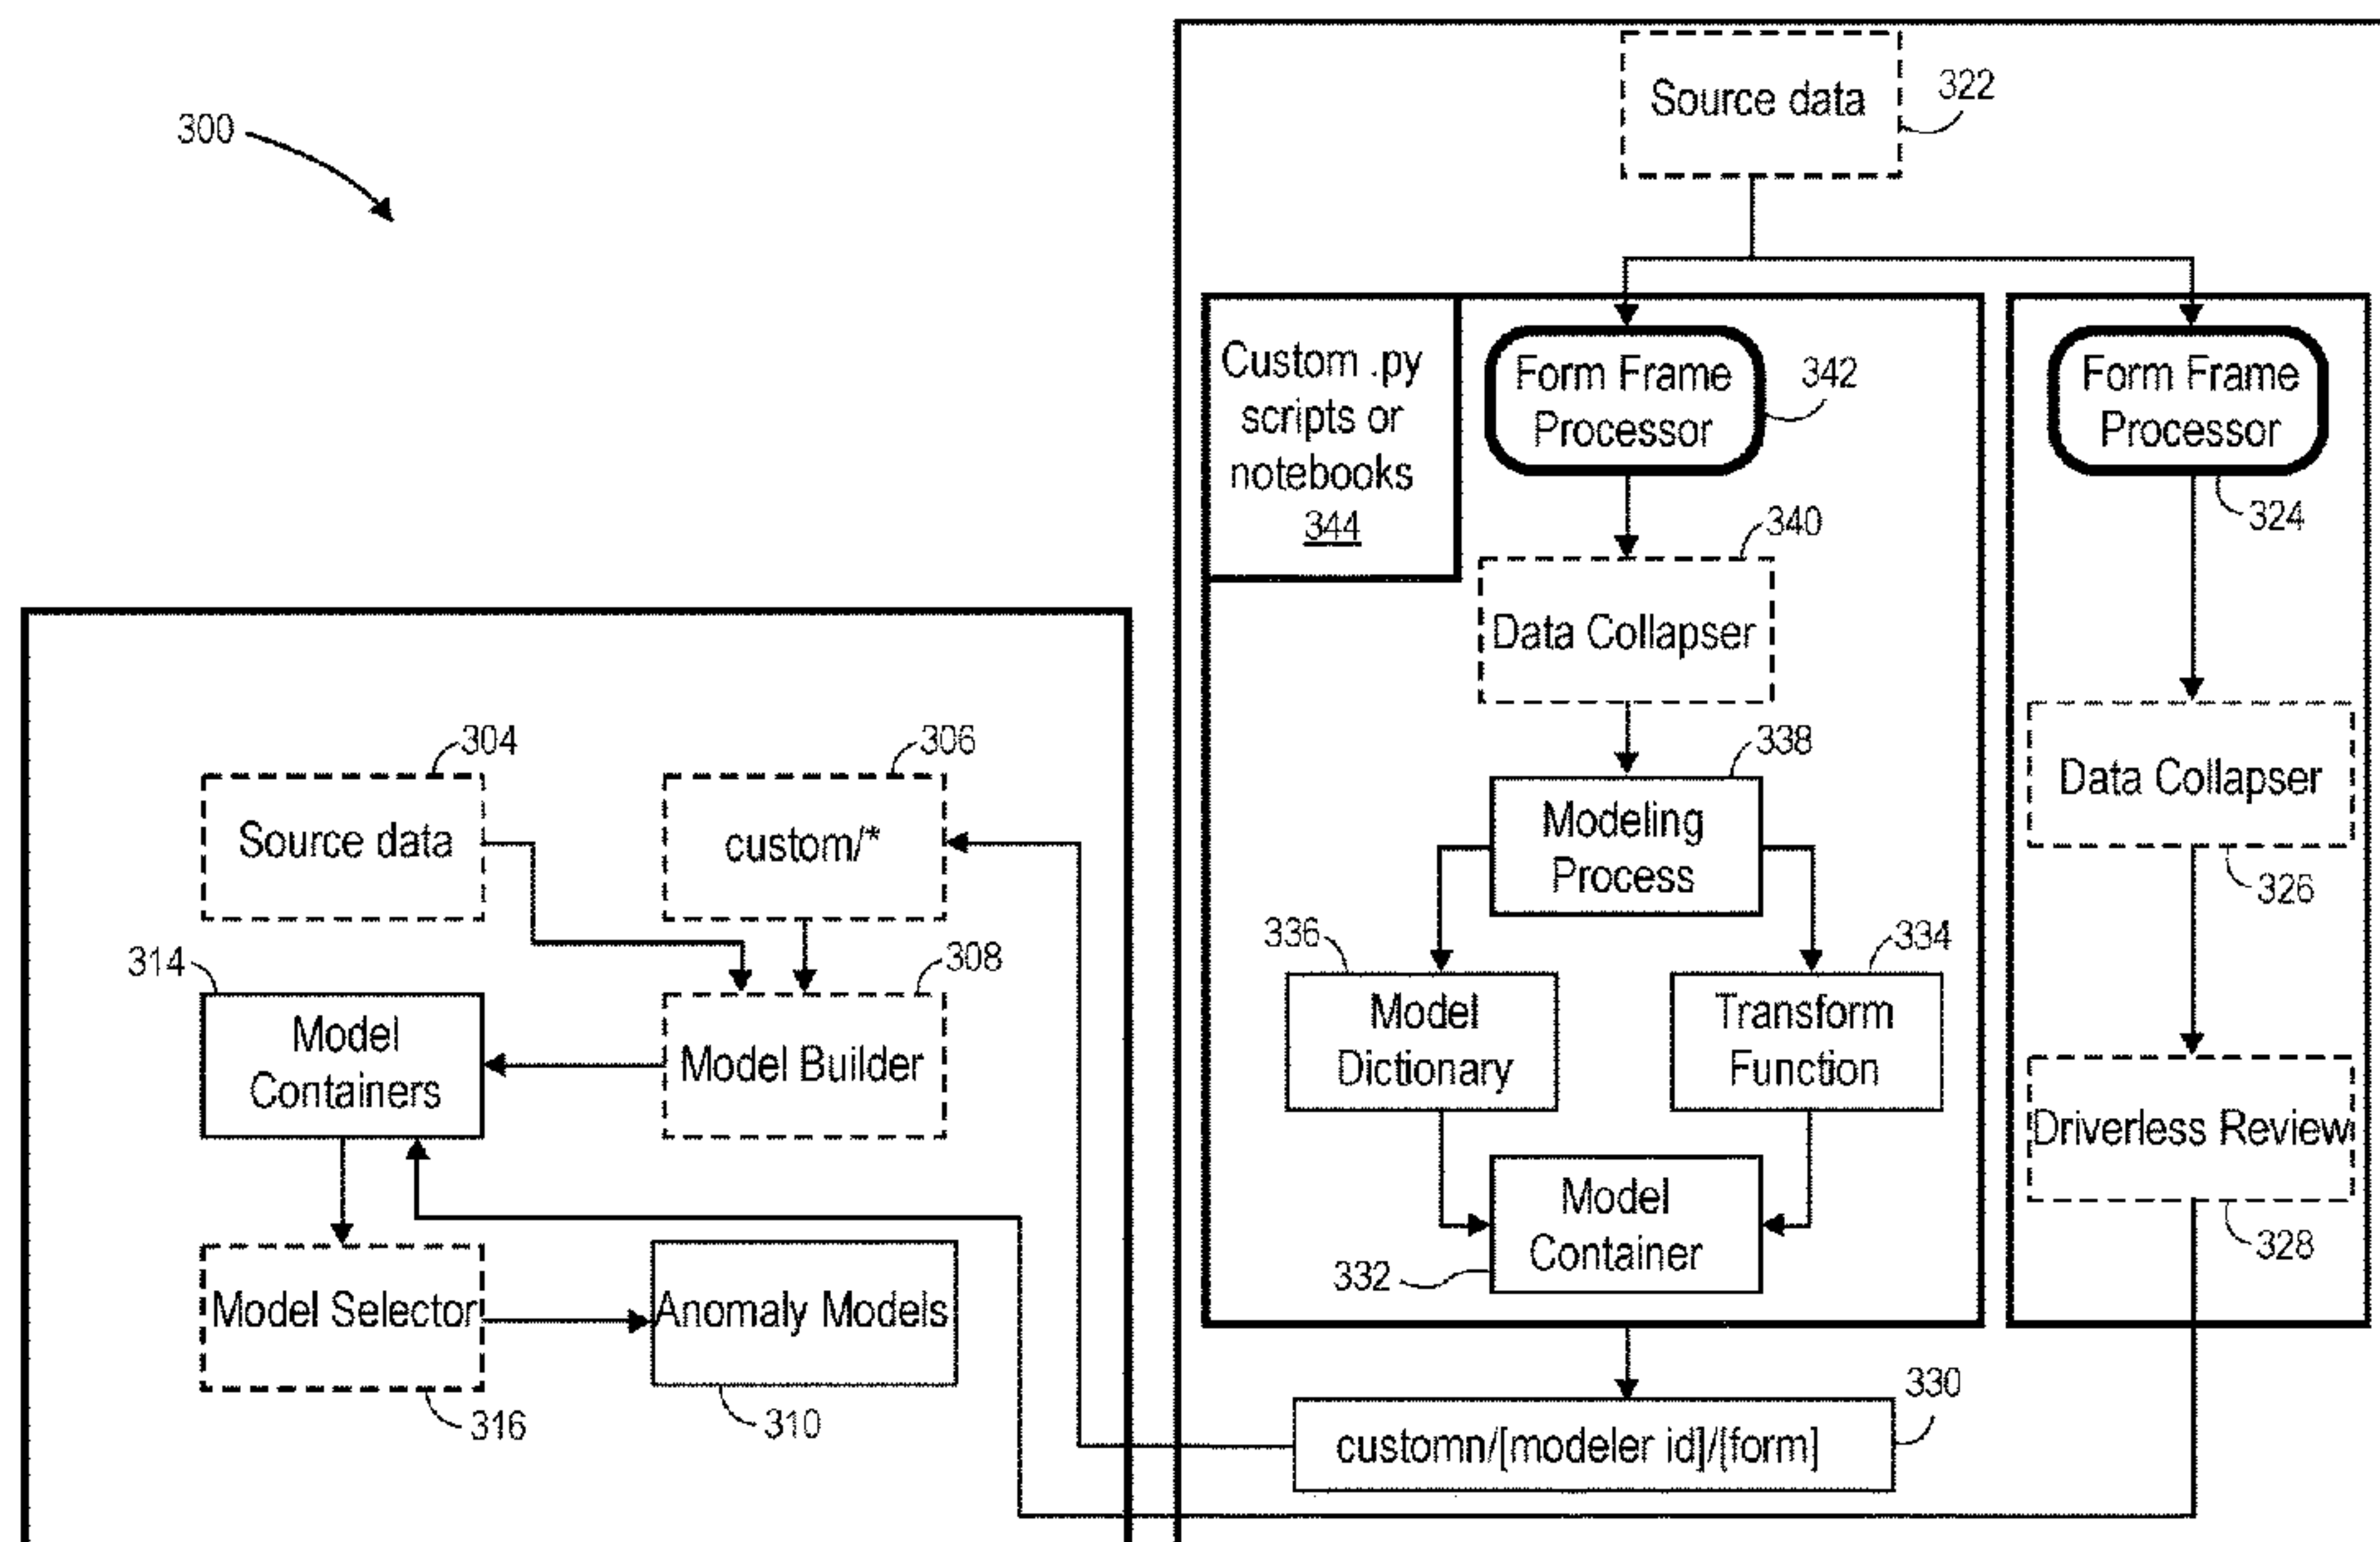 300
Source data
322
Custom .py
scripts or
notebooks
344
Form Frame
Processor
342
Form Frame
Processor
324
340
Data Collapser
338
Modeling
Process
Data Collapser
326
336
Model
Dictionary
334
Transform
Function
Model
Container
332
Driverless Review
328
304
Source data
306
custom/*
314
Model
Containers
308
Model Builder
Model Selector
316
Anomaly Models
310
330
customn/[modeler id]/[form]